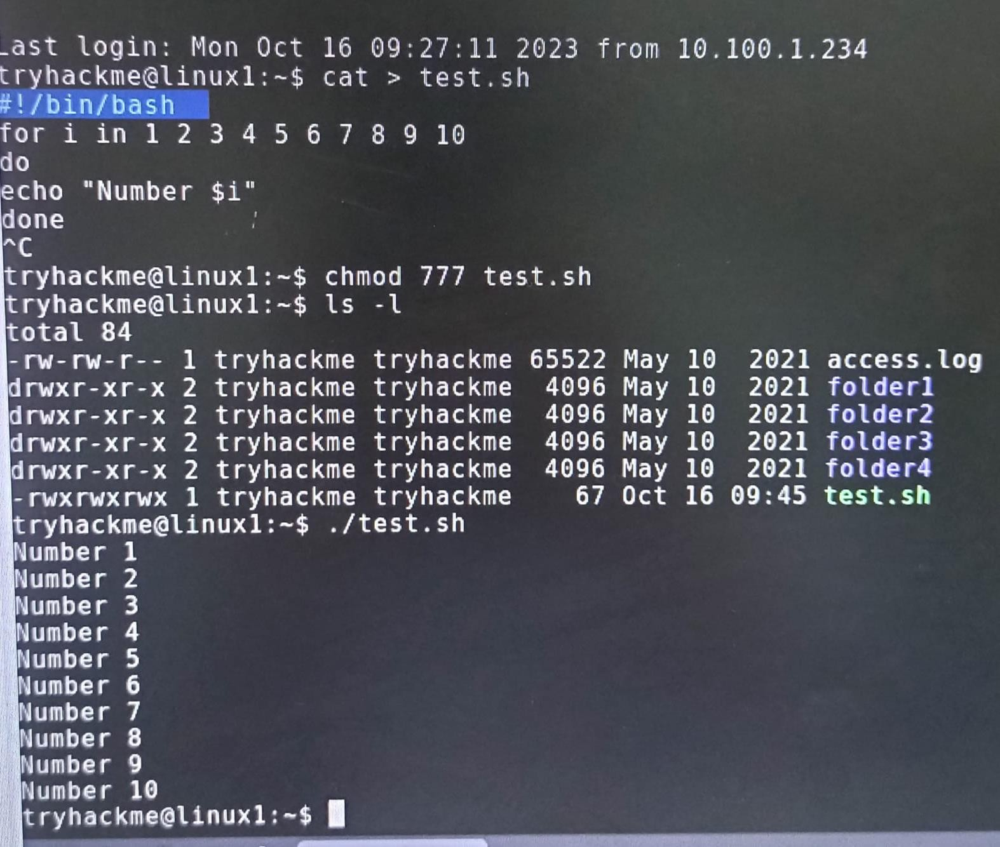 Last login: Mon Oct 16 09:27:11 2023 from 10.100.1.234
tryhackme@linux1:~$ cat > test.sh
#!/bin/bash
for i in 1 2 3 4 5 6 7 8 9 10
do
echo "Number $i"
done
^C
tryhackme@linux1:~$ chmod 777 test.sh
tryhackme@linux1:~$ ls -l
total 84
-rw-rw-r-- 1 tryhackme tryhackme 65522 May 10  2021 access.log
drwxr-xr-x 2 tryhackme tryhackme  4096 May 10  2021 folder1
drwxr-xr-x 2 tryhackme tryhackme  4096 May 10  2021 folder2
drwxr-xr-x 2 tryhackme tryhackme  4096 May 10  2021 folder3
drwxr-xr-x 2 tryhackme tryhackme  4096 May 10  2021 folder4
-rwxrwxrwx 1 tryhackme tryhackme    67 Oct 16 09:45 test.sh
tryhackme@linux1:~$ ./test.sh
Number 1
Number 2
Number 3
Number 4
Number 5
Number 6
Number 7
Number 8
Number 9
Number 10
tryhackme@linux1:~$